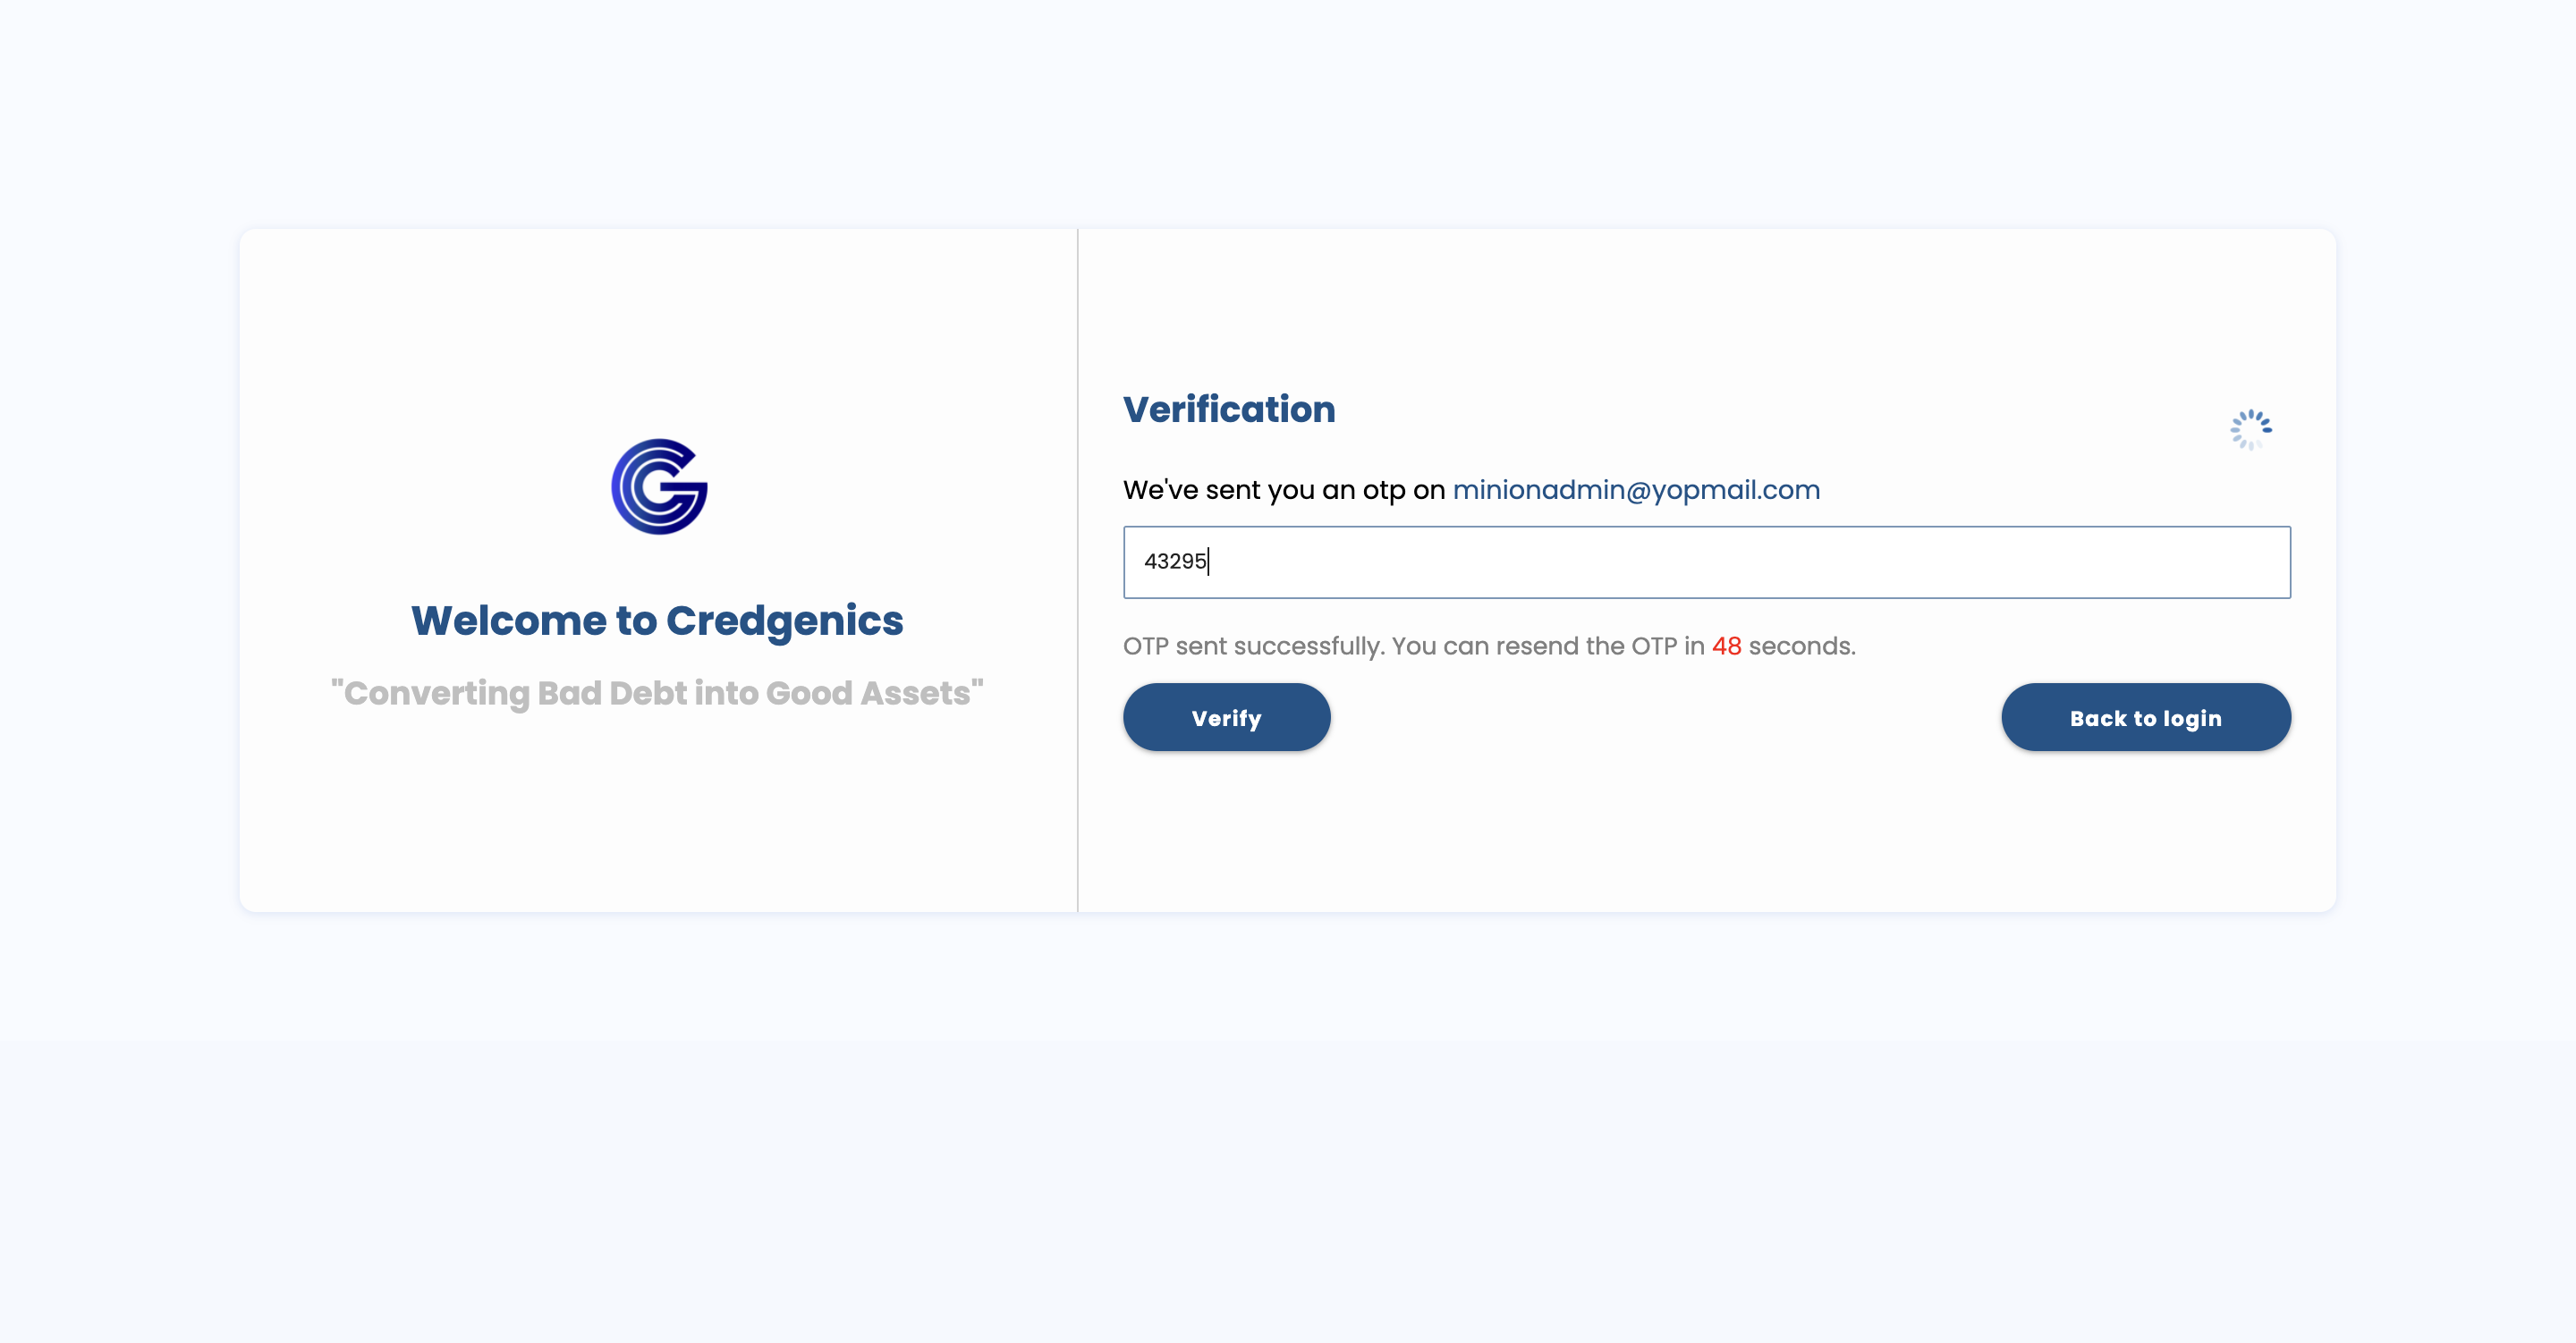 Welcome to Credgenics
"Converting Bad Debt into Good Assets"
Verification
We've sent you an otp on minionadmin@yopmail.com
43295
OTP sent successfully. You can resend the OTP in 48 seconds.
Verify
Back to login